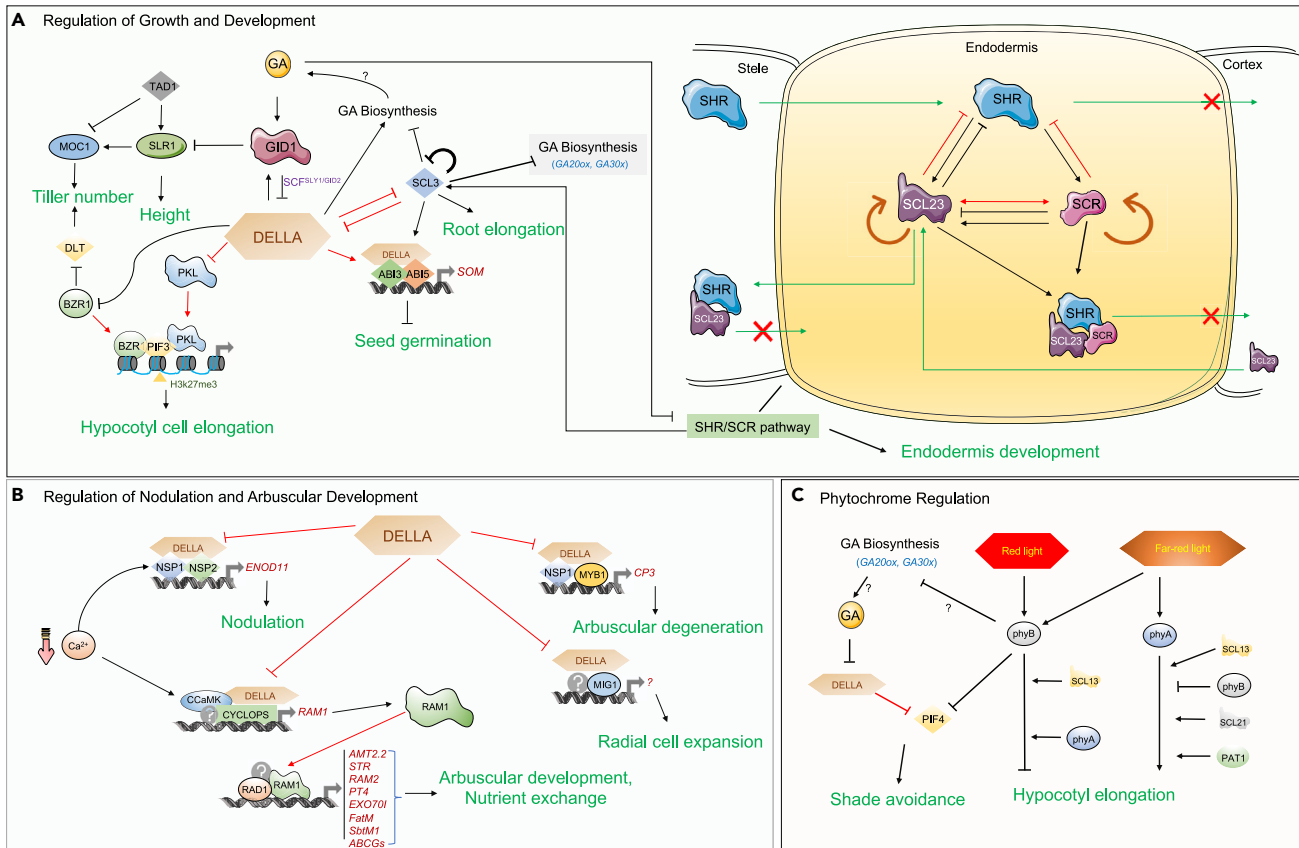 A Regulation of Growth and Development
GA
?
TAD1
GA Biosynthesis
MOC1
SLR1
GID1
SCF^SLY1/GID2
SCL3
GA Biosynthesis
(GA20ox, GA30x)
Tiller number
Height
Root elongation
DELLA
DLT
PKL
DELLA
ABI3
ABI5
SOM
BZR1
Seed germination
BZR1
PIF3
PKL
H3k27me3
Hypocotyl cell elongation
Endodermis
Stele
Cortex
SHR
SHR
SCL23
SCR
SHR
SCL23
SHR
SCL23
SCR
SCL23
SHR/SCR pathway
Endodermis development
B Regulation of Nodulation and Arbuscular Development
DELLA
DELLA
NSP1
NSP2
ENOD11
Nodulation
DELLA
NSP1
MYB1
CP3
Arbuscular degeneration
Ca2+
DELLA
CCaMK
?
CYCLOPS
RAM1
RAM1
DELLA
?
MIG1
?
Radial cell expansion
?
RAD1
RAM1
AMT2.2
STR
RAM2
PT4
EXO70I
FatM
SbtM1
ABCGs
Arbuscular development,
Nutrient exchange
C Phytochrome Regulation
GA Biosynthesis
(GA20ox, GA30x)
Red light
Far-red light
?
?
GA
phyB
phyA
SCL13
DELLA
SCL13
phyB
PIF4
SCL21
phyA
PAT1
Shade avoidance
Hypocotyl elongation